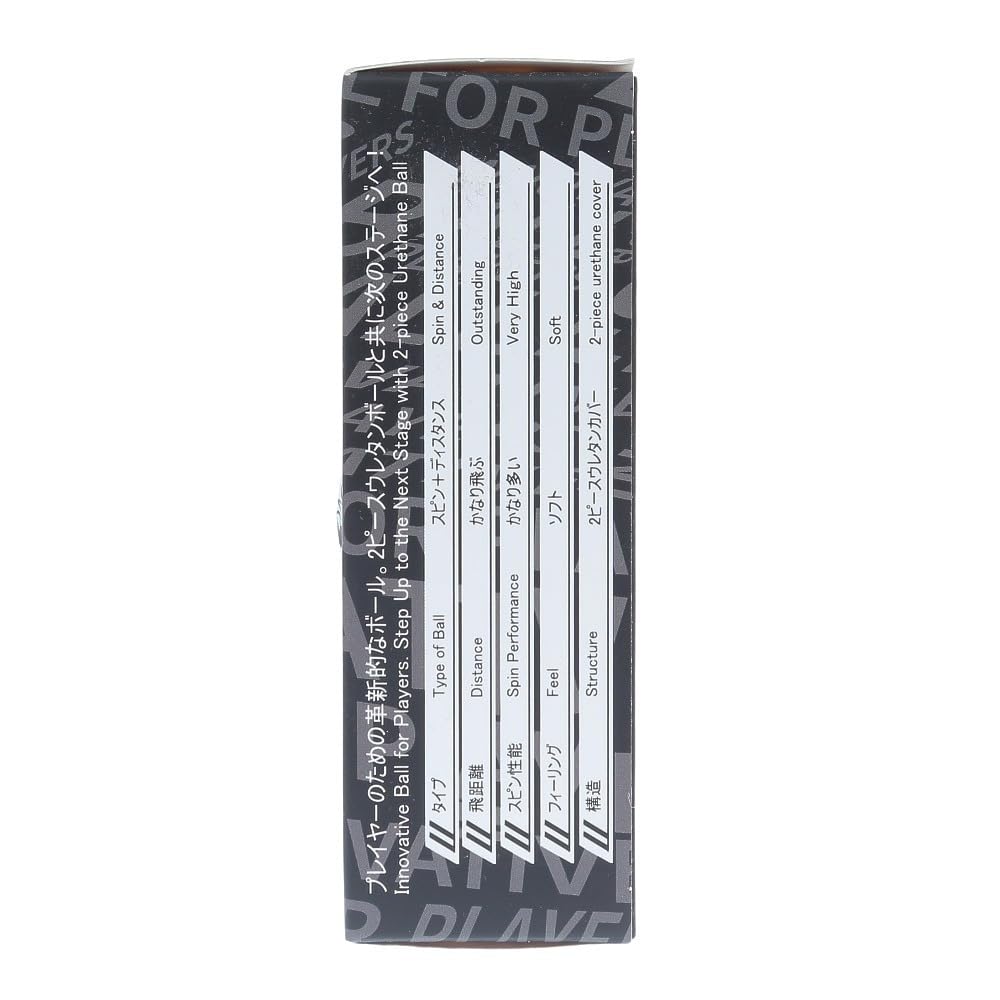 プレイヤーのための革新的なボール。2ピースウレタンボールと共に次のステージへ!
Innovative Ball for Players. Step Up to the Next Stage with 2-piece Urethane Ball
タイプ Type of Ball スピン+ディスタンス Spin & Distance
飛距離 Distance かなり飛ぶ Outstanding
スピン性能 Spin Performance かなり多い Very High
フィーリング Feel ソフト Soft
構造 Structure 2ピースウレタンカバー 2-piece urethane cover
FOR PL
YERS
VATIVE
PLAYE